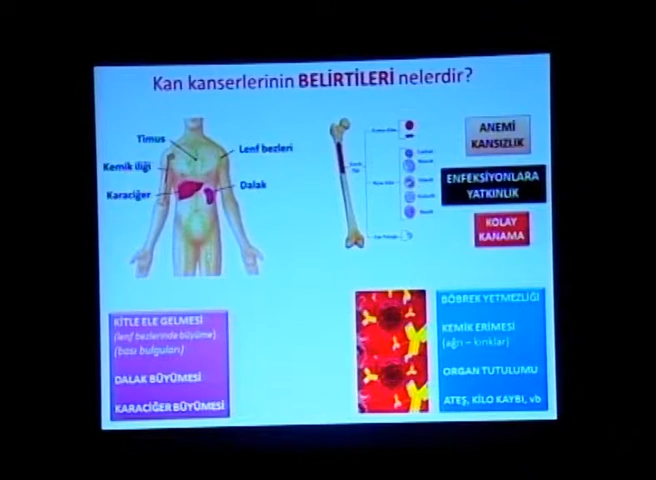 Kan kanserlerinin BELİRTİLERİ nelerdir?
Timus
Lenf bezleri
Kemik iliği
Karaciğer
Dalak
ANEMİ
KANSIZLIK
ENFEKSİYONLARA
YATKINLIK
KOLAY
KANAMA
KİTLE ELE GELMESİ
(lenf bezlerinde büyüme)
(bası bulguları)
DALAK BÜYÜMESİ
KARACİĞER BÜYÜMESİ
BÖBREK YETMEZLİĞİ
KEMİK ERİMESİ
(ağrı – kırıklar)
ORGAN TUTULUMU
ATEŞ, KİLO KAYBI, vb